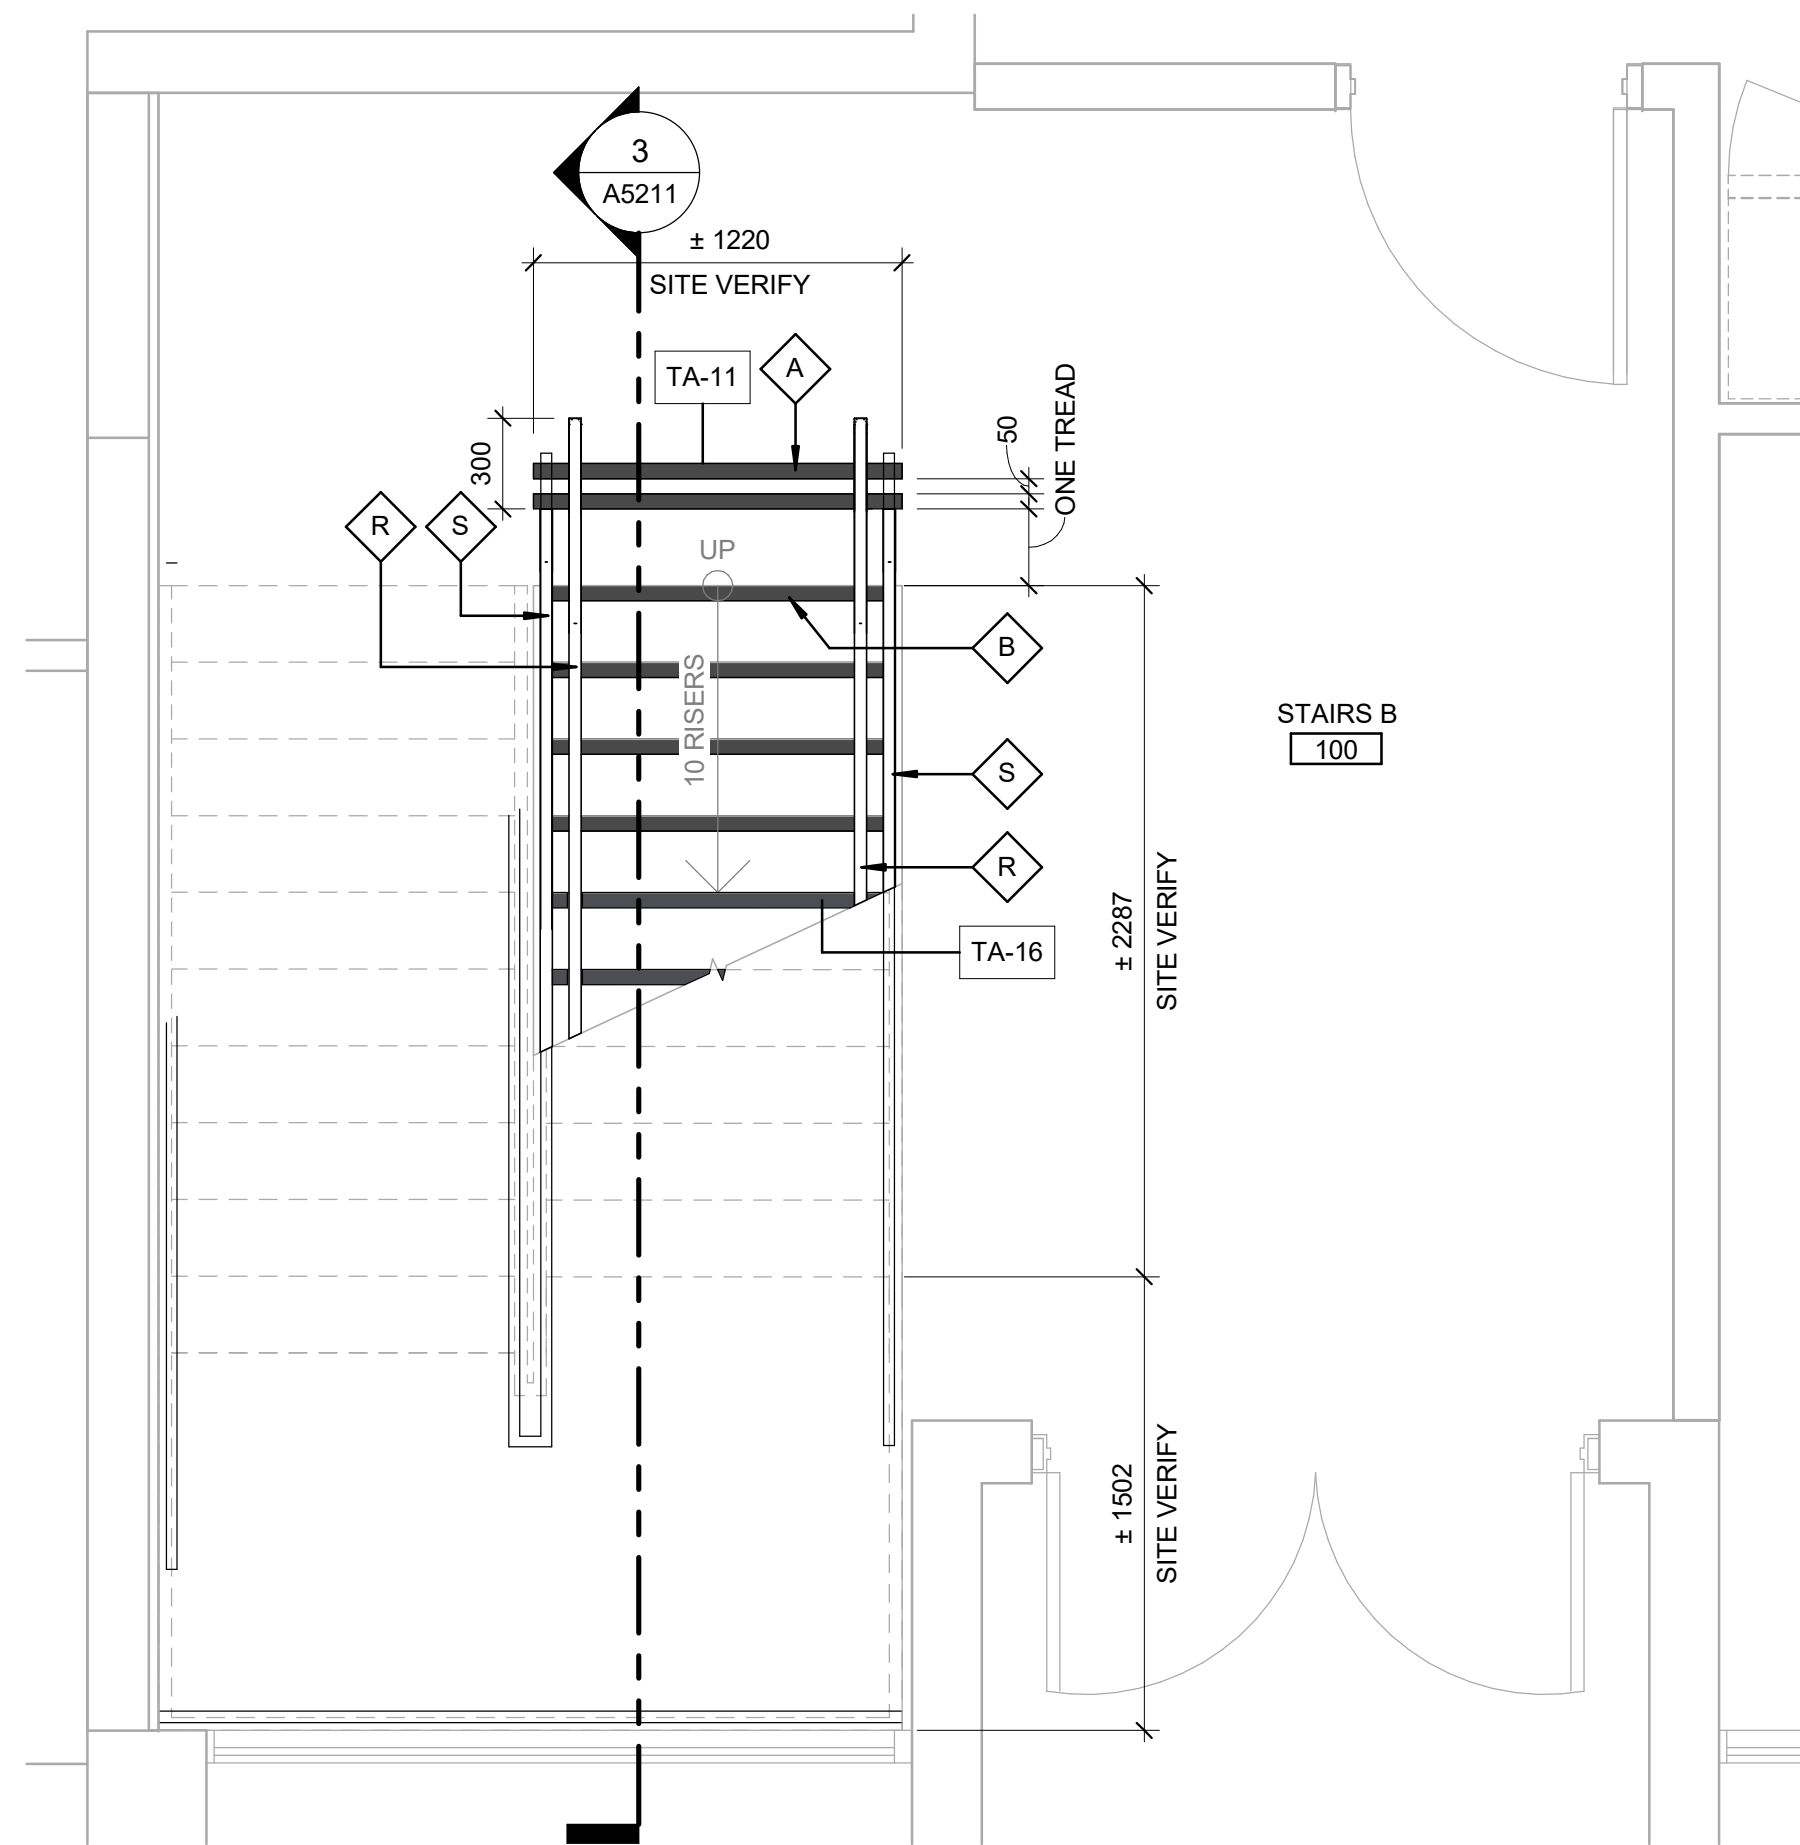 3
A5211
± 1220
SITE VERIFY
TA-11
A
300
50
ONE TREAD
R
S
UP
10 RISERS
B
STAIRS B
100
S
R
TA-16
± 2287
SITE VERIFY
± 1502
SITE VERIFY